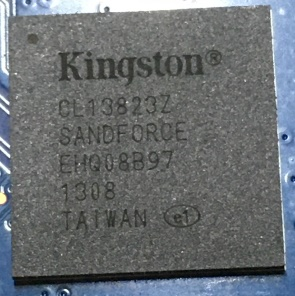 Kingston®
CL13823Z
SANDFORCE
EHQ08B97
1308
TAIWAN e1